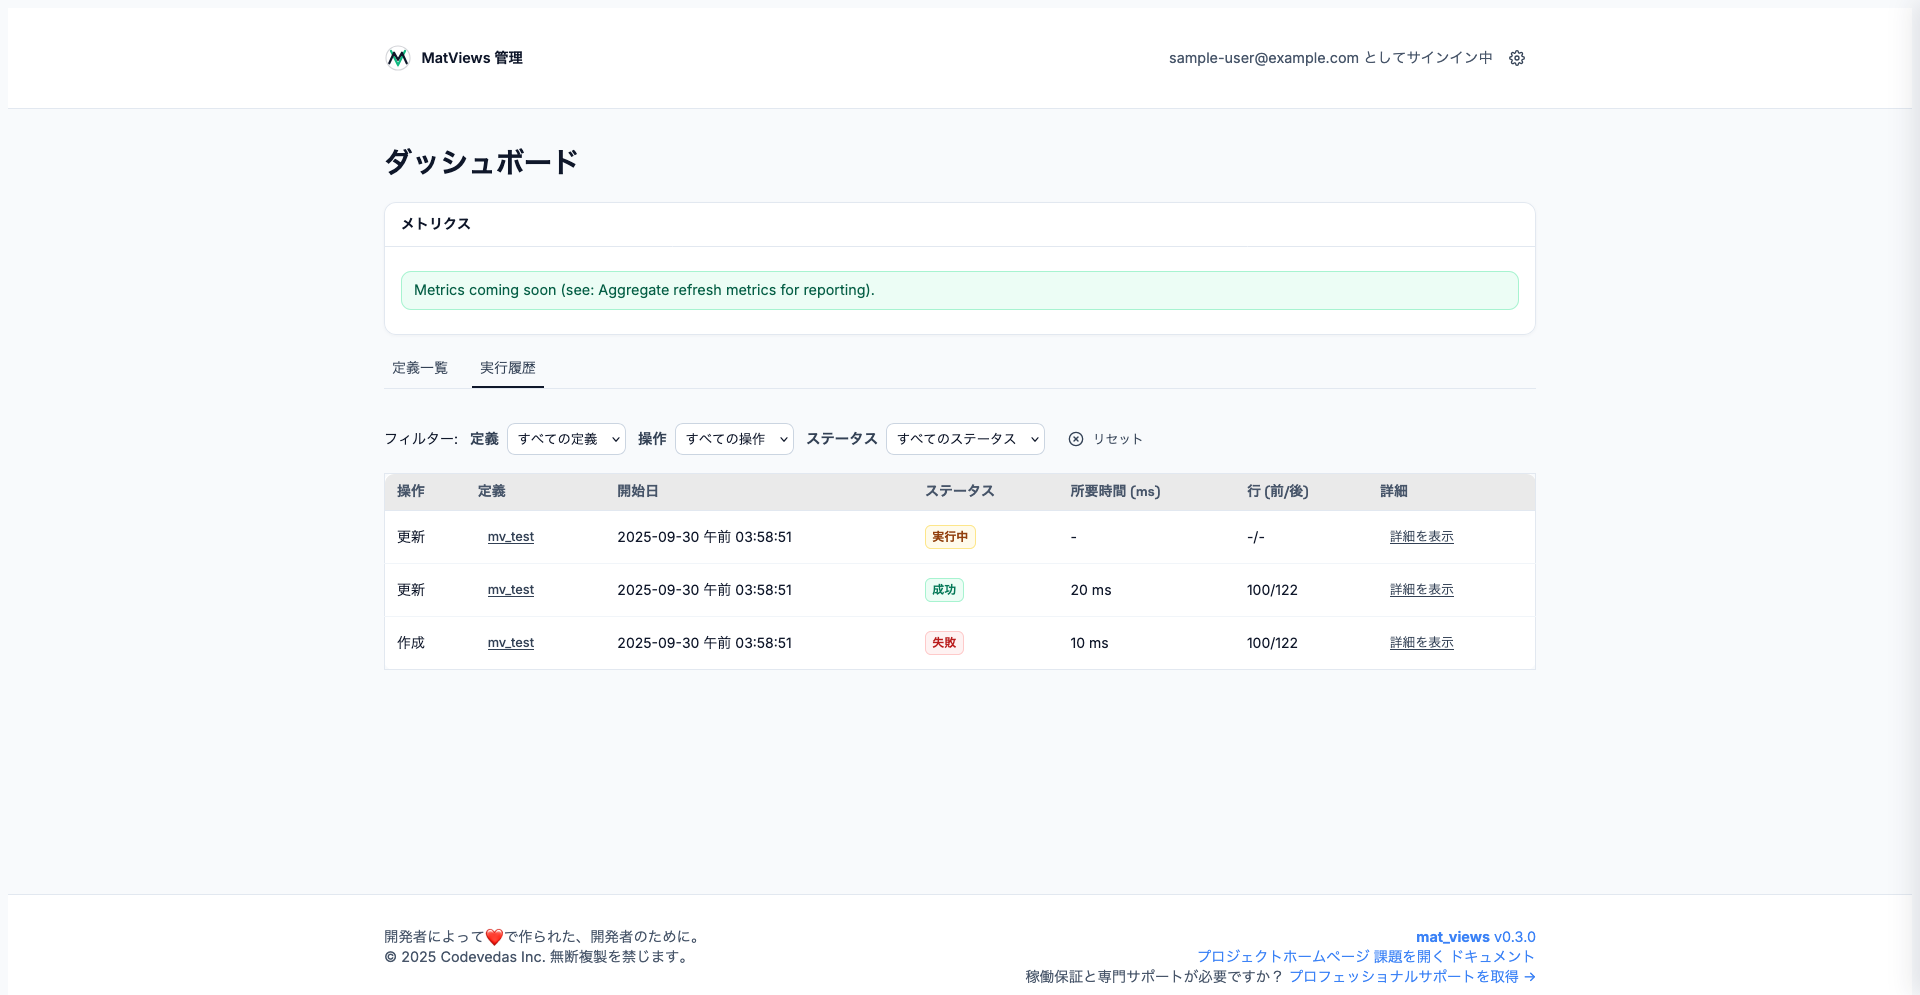 MatViews 管理
sample-user@example.com としてサインイン中
ダッシュボード
メトリクス
Metrics coming soon (see: Aggregate refresh metrics for reporting).
定義一覧 実行履歴
フィルター: 定義 すべての定義 操作 すべての操作 ステータス すべてのステータス リセット
操作 定義 開始日 ステータス 所要時間 (ms) 行 (前/後) 詳細
更新 mv_test 2025-09-30 午前 03:58:51 実行中 - -/- 詳細を表示
更新 mv_test 2025-09-30 午前 03:58:51 成功 20 ms 100/122 詳細を表示
作成 mv_test 2025-09-30 午前 03:58:51 失敗 10 ms 100/122 詳細を表示
開発者によって❤️で作られた、開発者のために。
© 2025 Codevedas Inc. 無断複製を禁じます。
mat_views v0.3.0
プロジェクトホームページ 課題を開く ドキュメント
稼働保証と専門サポートが必要ですか？ プロフェッショナルサポートを取得 →